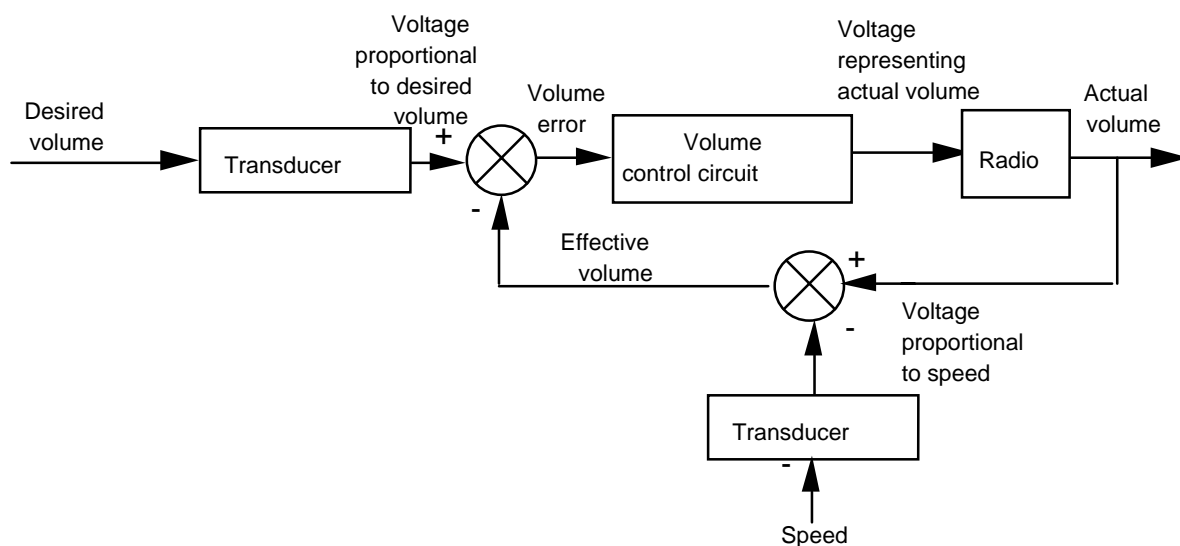 Voltage
proportional
to desired
volume
Desired
volume
Transducer
+
-
Volume
error
Volume
control circuit
Voltage
representing
actual volume
Radio
Actual
volume
Effective
volume
+
-
Voltage
proportional
to speed
Transducer
-
Speed